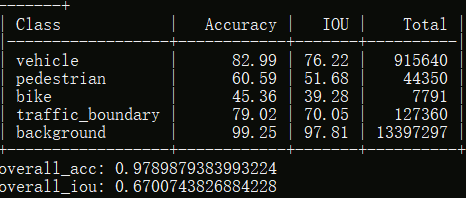 -------+
| Class | Accuracy | IOU | Total |
|------------------+----------+-------+----------|
| vehicle | 82.99 | 76.22 | 915640 |
| pedestrian | 60.59 | 51.68 | 44350 |
| bike | 45.36 | 39.28 | 7791 |
| traffic_boundary | 79.02 | 70.05 | 127360 |
| background | 99.25 | 97.81 | 13397297 |
+------------------+----------+-------+----------+
overall_acc: 0.9789879383993224
overall_iou: 0.6700743826884228